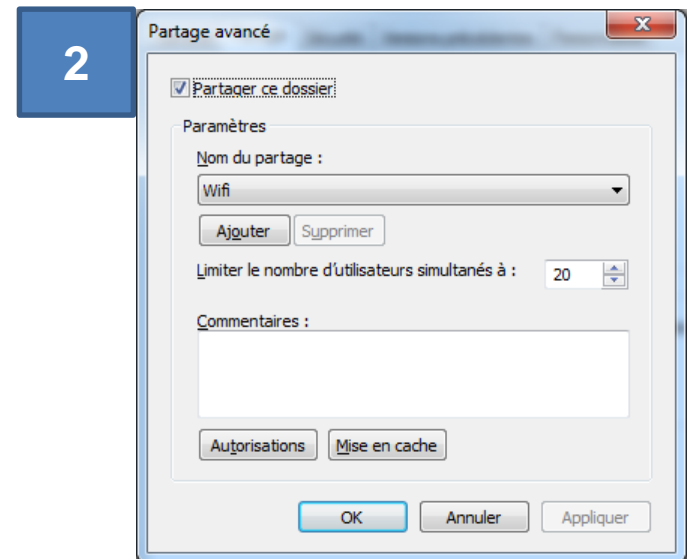 2
Partage avancé
Partager ce dossier
Paramètres
Nom du partage :
Wifi
Ajouter Supprimer
Limiter le nombre d'utilisateurs simultanés à : 20
Commentaires :
Autorisations Mise en cache
OK Annuler Appliquer